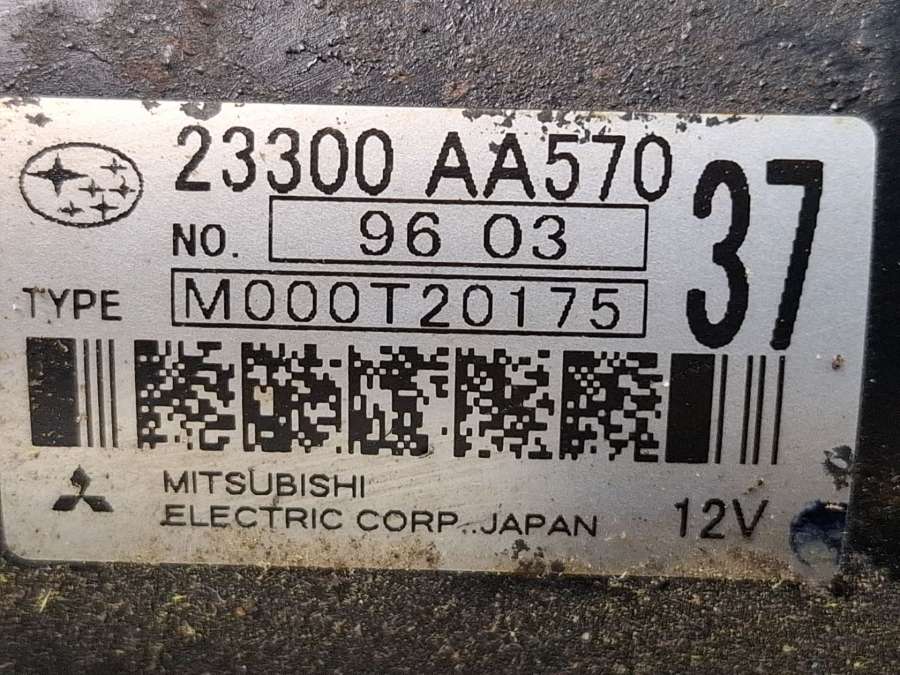 23300 AA570
37
NO. 96 03
TYPE M000T20175
MITSUBISHI
ELECTRIC CORP. JAPAN
12V